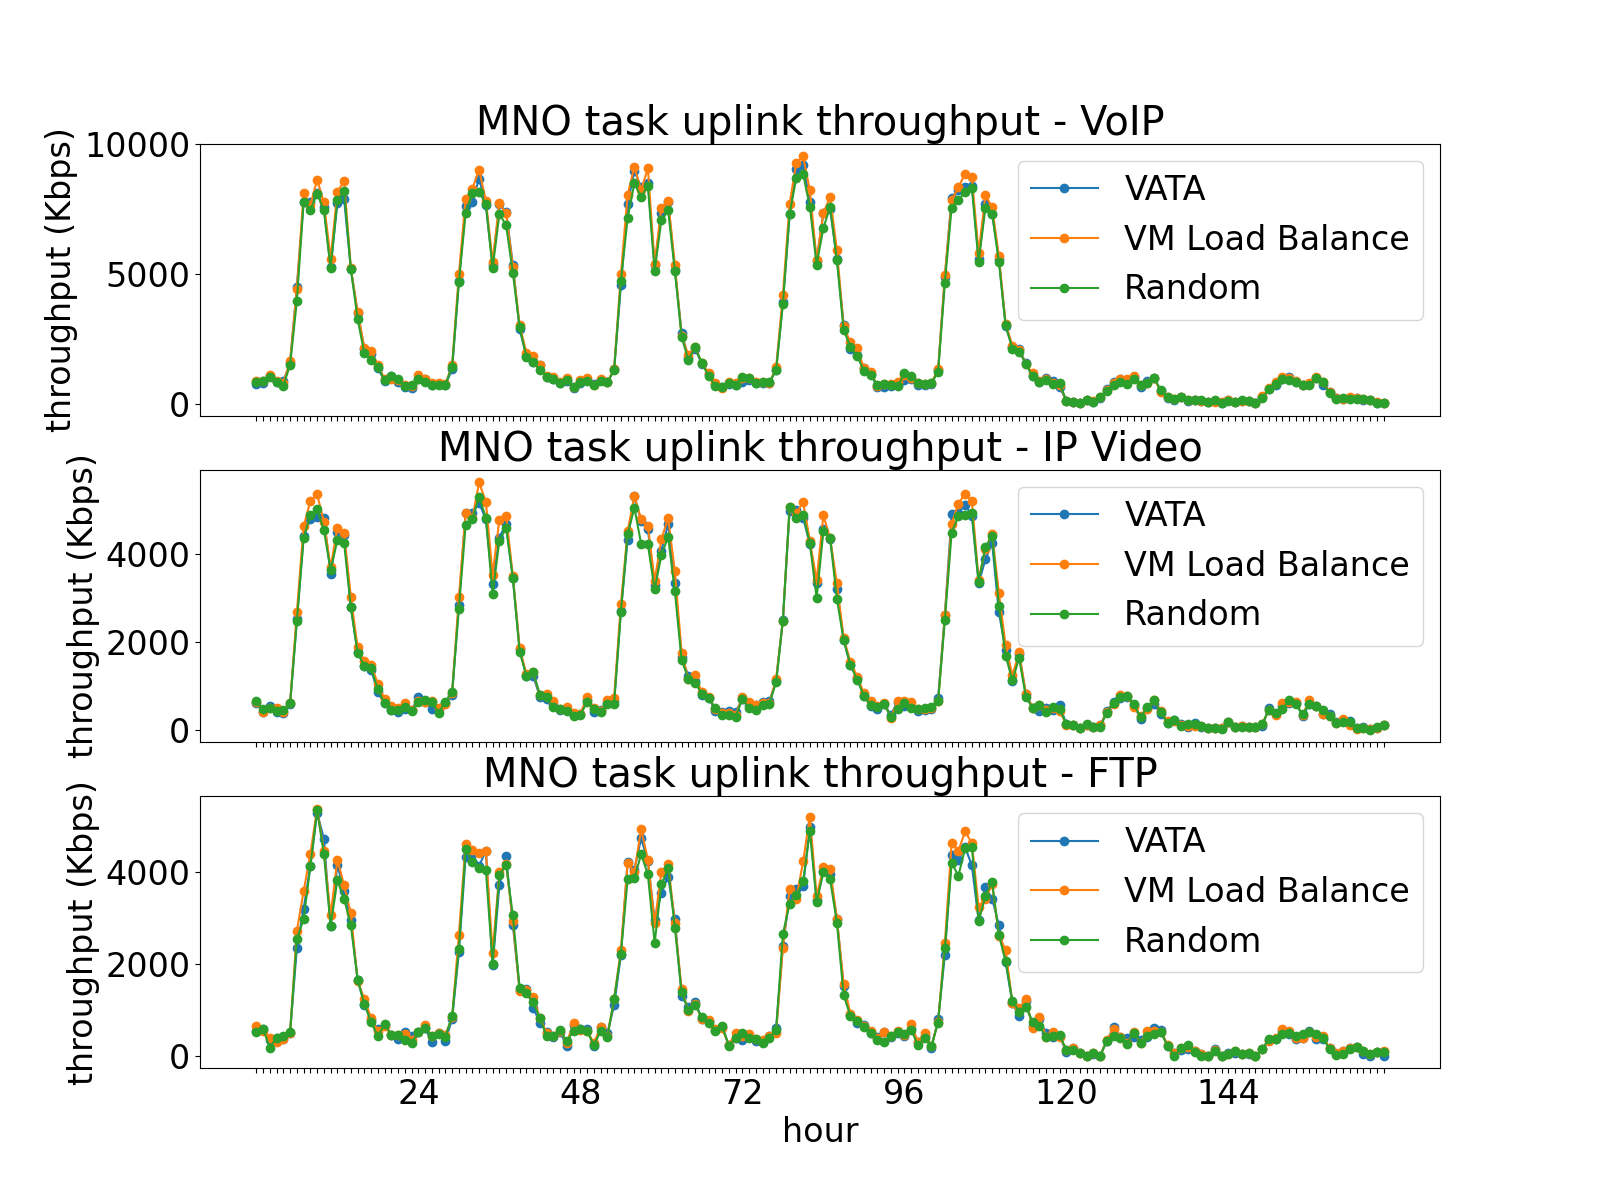 MNO task uplink throughput - VoIP
throughput (Kbps)
10000
5000
0
VATA
VM Load Balance
Random
MNO task uplink throughput - IP Video
throughput (Kbps)
4000
2000
0
VATA
VM Load Balance
Random
MNO task uplink throughput - FTP
throughput (Kbps)
4000
2000
0
VATA
VM Load Balance
Random
24 48 72 96 120 144
hour